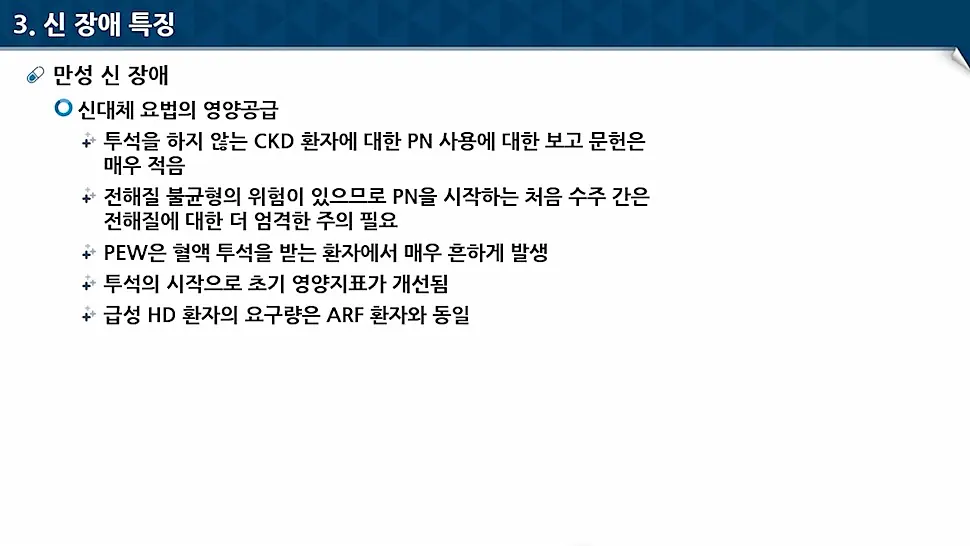 3. 신 장애 특징
만성 신 장애
신대체 요법의 영양공급
투석을 하지 않는 CKD 환자에 대한 PN 사용에 대한 보고 문헌은
매우 적음
전해질 불균형의 위험이 있으므로 PN을 시작하는 처음 수주 간은
전해질에 대한 더 엄격한 주의 필요
PEW은 혈액 투석을 받는 환자에서 매우 흔하게 발생
투석의 시작으로 초기 영양지표가 개선됨
급성 HD 환자의 요구량은 ARF 환자와 동일